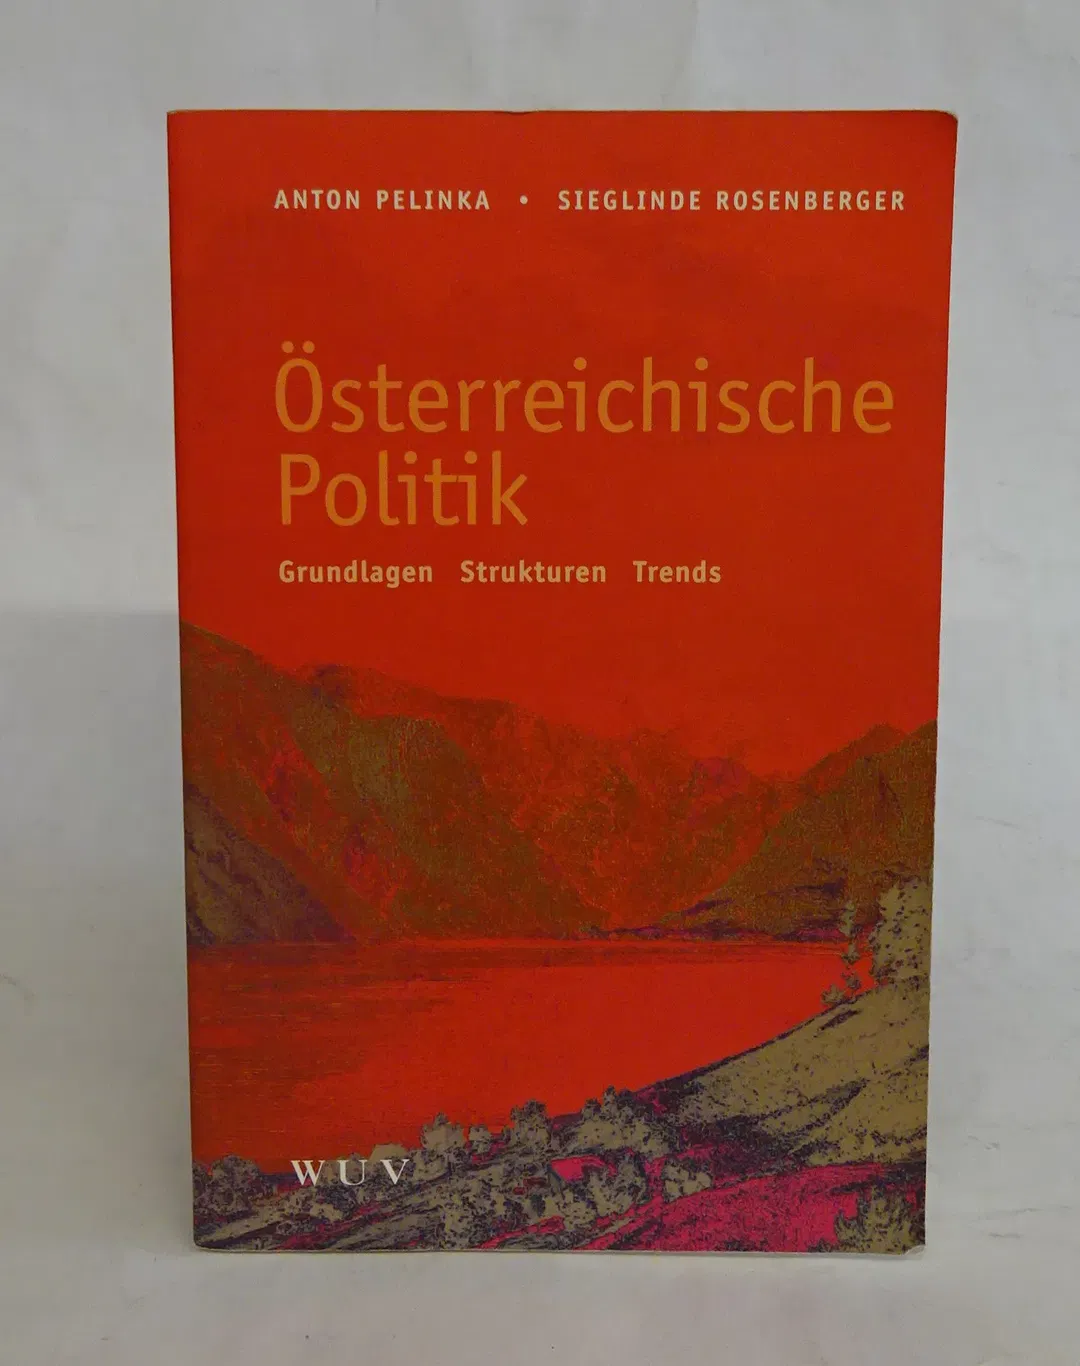 ANTON PELINKA • SIEGLINDE ROSENBERGER
Österreichische
Politik
Grundlagen Strukturen Trends
WUV